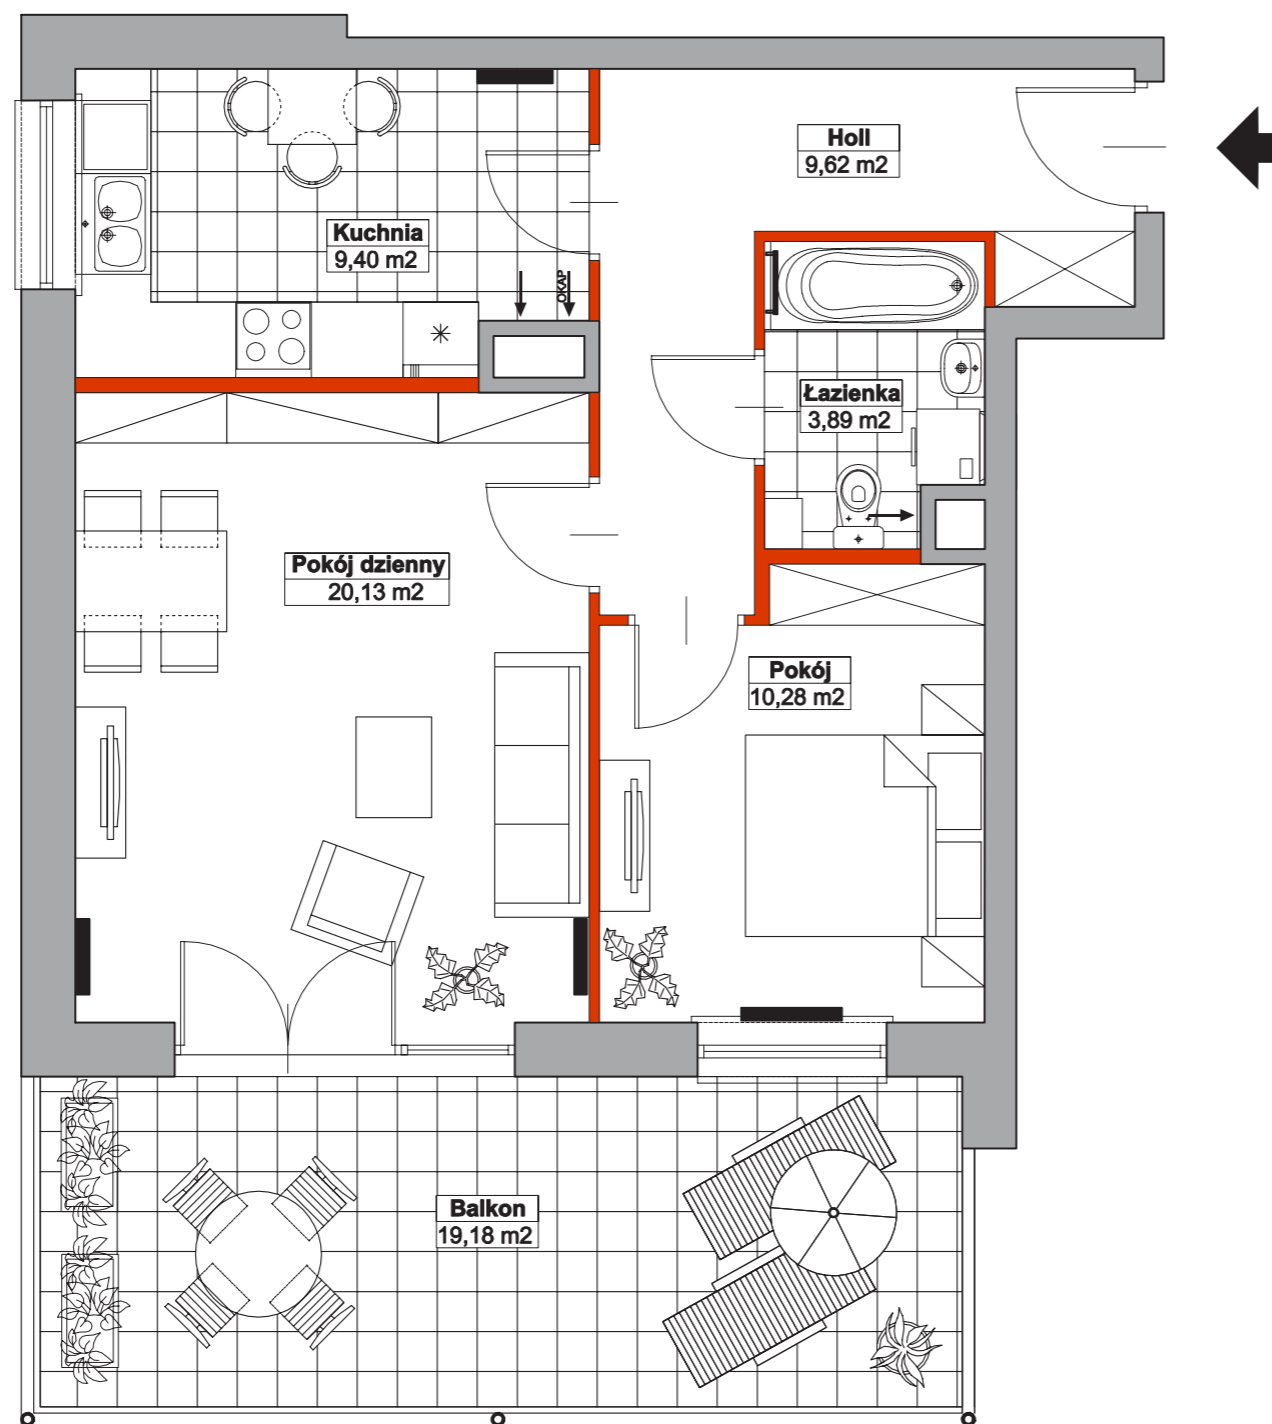 Holl
9,62 m2
Kuchnia
9,40 m2
OKAP
Łazienka
3,89 m2
Pokój dzienny
20,13 m2
Pokój
10,28 m2
Balkon
19,18 m2